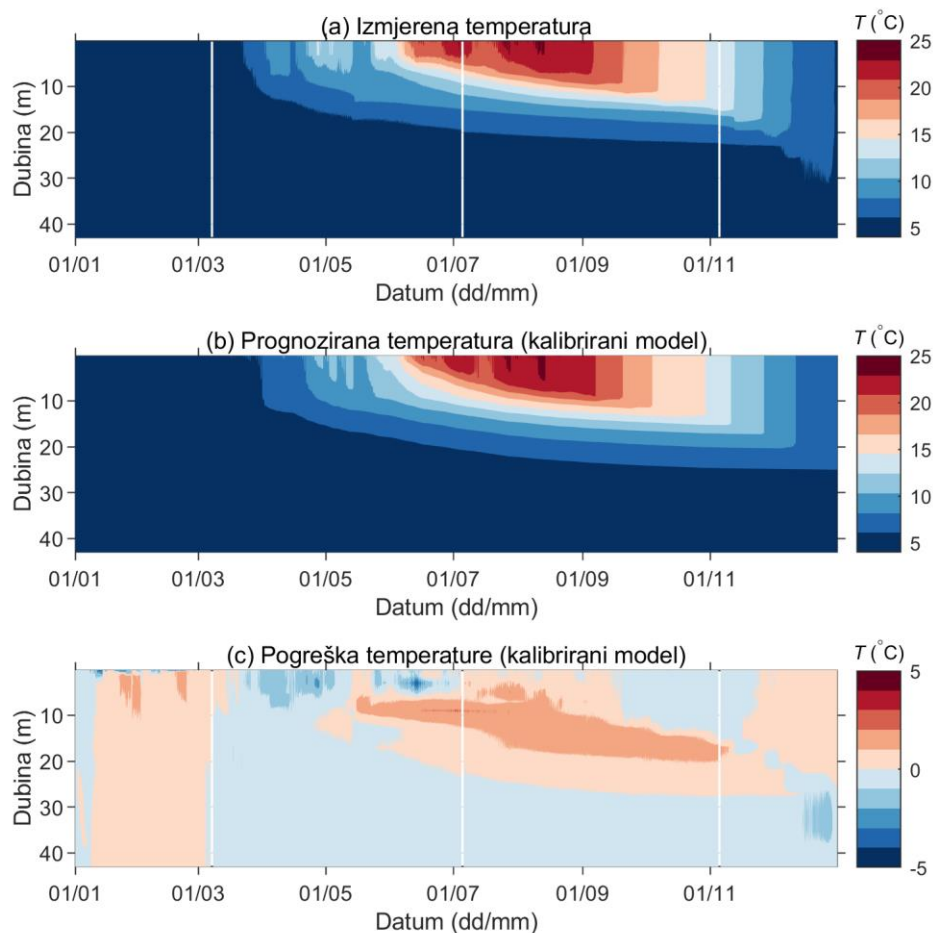 (a) Izmjerena temperatura
T (°C)
Dubina (m)
10
20
30
40
25
20
15
10
5
01/01 01/03 01/05 01/07 01/09 01/11
Datum (dd/mm)
(b) Prognozirana temperatura (kalibrirani model)
T (°C)
Dubina (m)
10
20
30
40
25
20
15
10
5
01/01 01/03 01/05 01/07 01/09 01/11
Datum (dd/mm)
(c) Pogreška temperature (kalibrirani model)
T (°C)
Dubina (m)
10
20
30
40
5
0
-5
01/01 01/03 01/05 01/07 01/09 01/11
Datum (dd/mm)